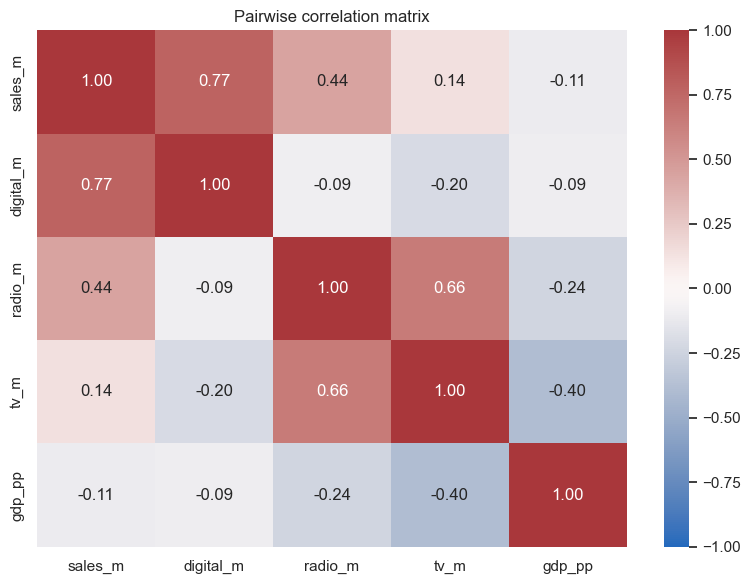 Pairwise correlation matrix
sales_m 1.00 0.77 0.44 0.14 -0.11
digital_m 0.77 1.00 -0.09 -0.20 -0.09
radio_m 0.44 -0.09 1.00 0.66 -0.24
tv_m 0.14 -0.20 0.66 1.00 -0.40
gdp_pp -0.11 -0.09 -0.24 -0.40 1.00
sales_m digital_m radio_m tv_m gdp_pp
1.00
0.75
0.50
0.25
0.00
−0.25
−0.50
−0.75
−1.00